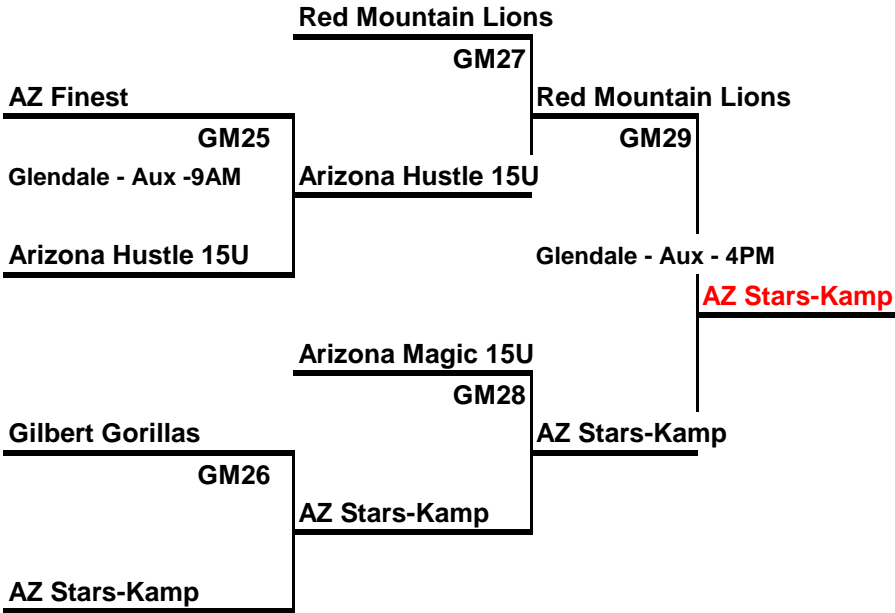 Red Mountain Lions
GM27
AZ Finest
Red Mountain Lions
GM25
GM29
Glendale - Aux -9AM
Arizona Hustle 15U
Arizona Hustle 15U
Glendale - Aux - 4PM
AZ Stars-Kamp
Arizona Magic 15U
GM28
Gilbert Gorillas
AZ Stars-Kamp
GM26
AZ Stars-Kamp
AZ Stars-Kamp